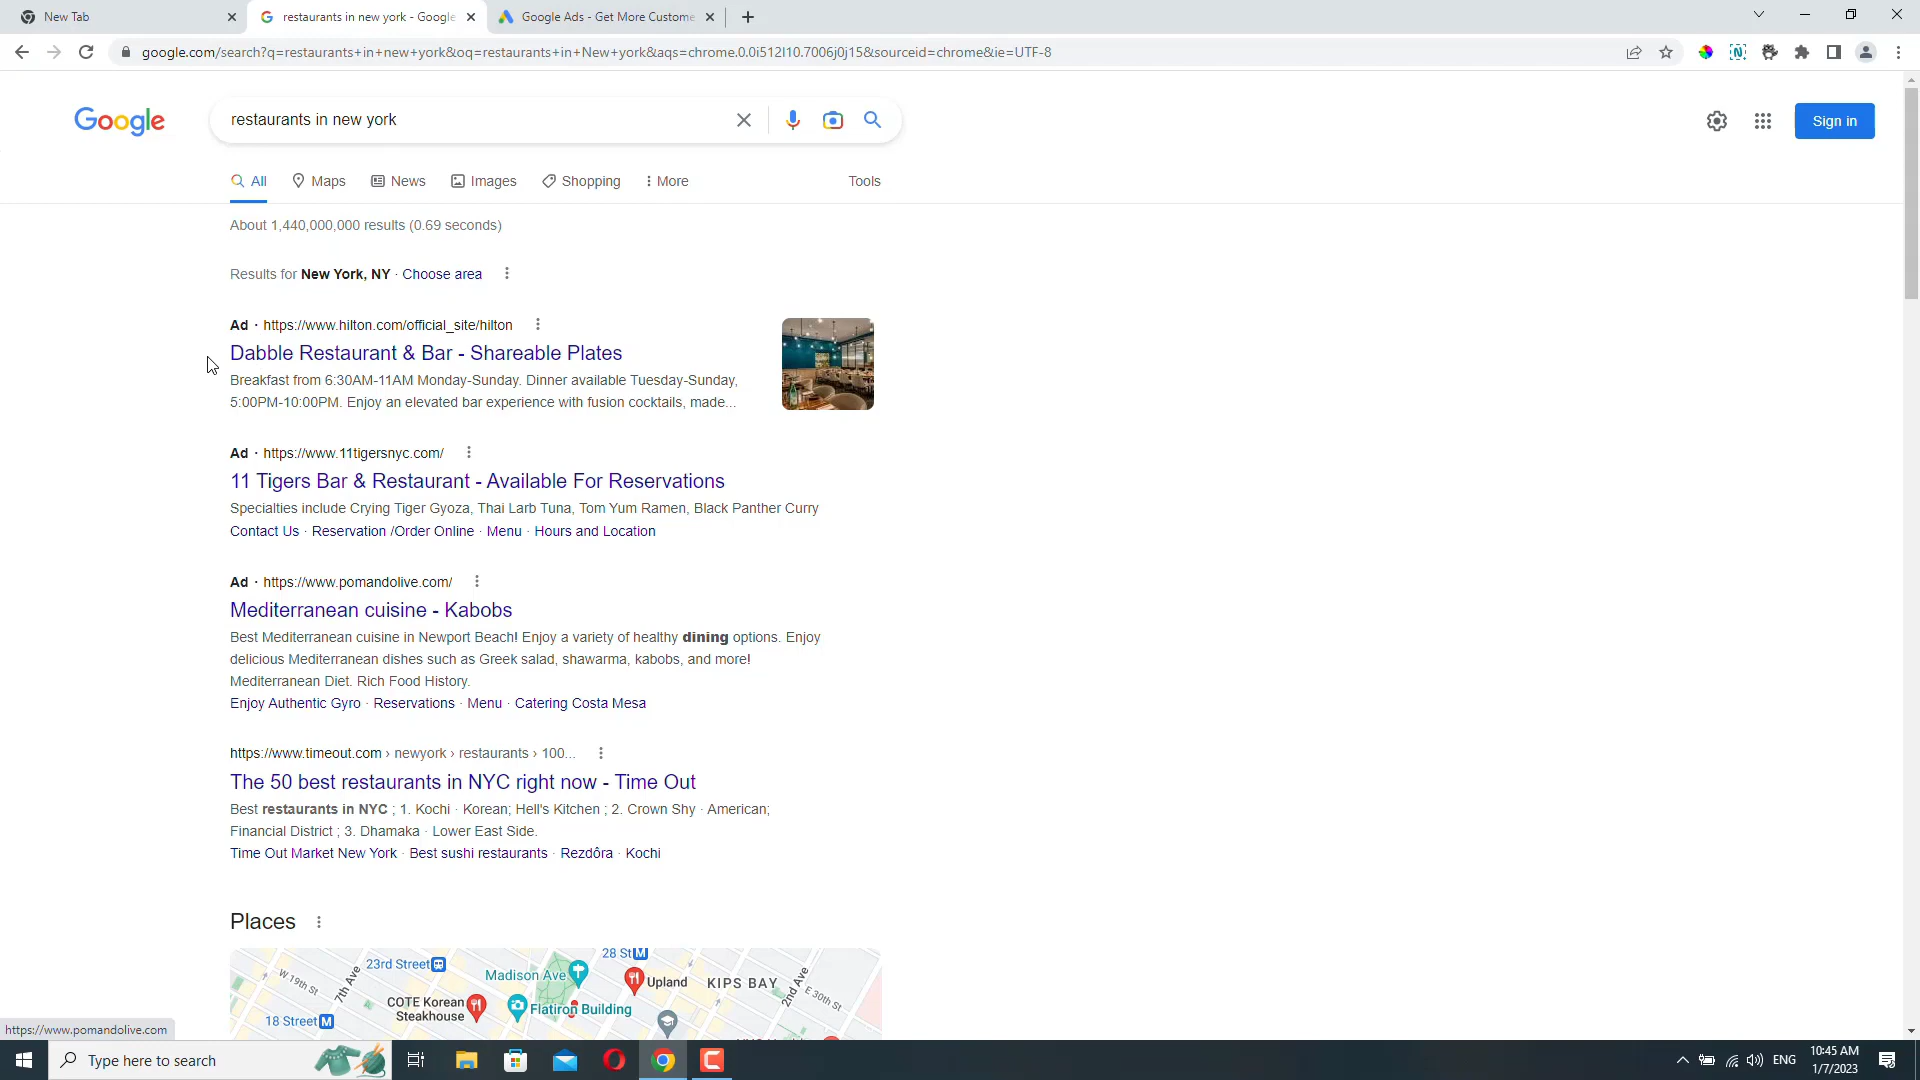 New Tab
restaurants in new york - Google
Google Ads - Get More Custome
google.com/search?q=restaurants+in+new+york&oq=restaurants+in+New+york&aqs=chrome.0.0i512l10.7006j0j15&sourceid=chrome&ie=UTF-8
Google
restaurants in new york
Sign in
All
Maps
News
Images
Shopping
More
Tools
About 1,440,000,000 results (0.69 seconds)
Results for New York, NY · Choose area
Ad · https://www.hilton.com/official_site/hilton
Dabble Restaurant & Bar - Shareable Plates
Breakfast from 6:30AM-11AM Monday-Sunday. Dinner available Tuesday-Sunday,
5:00PM-10:00PM. Enjoy an elevated bar experience with fusion cocktails, made...
Ad · https://www.11tigersnyc.com/
11 Tigers Bar & Restaurant - Available For Reservations
Specialties include Crying Tiger Gyoza, Thai Larb Tuna, Tom Yum Ramen, Black Panther Curry
Contact Us · Reservation /Order Online · Menu · Hours and Location
Ad · https://www.pomandolive.com/
Mediterranean cuisine - Kabobs
Best Mediterranean cuisine in Newport Beach! Enjoy a variety of healthy dining options. Enjoy
delicious Mediterranean dishes such as Greek salad, shawarma, kabobs, and more!
Mediterranean Diet. Rich Food History.
Enjoy Authentic Gyro · Reservations · Menu · Catering Costa Mesa
https://www.timeout.com › newyork › restaurants › 100...
The 50 best restaurants in NYC right now - Time Out
Best restaurants in NYC ; 1. Kochi · Korean; Hell's Kitchen ; 2. Crown Shy · American;
Financial District ; 3. Dhamaka · Lower East Side.
Time Out Market New York · Best sushi restaurants · Rezdôra · Kochi
Places
28 St M
23rd Street
W 19th St
7th Ave
Madison Ave
Upland
KIPS BAY
2nd Ave
E 30th St
COTE Korean
Steakhouse
Flatiron Building
18 Street M
https://www.pomandolive.com
Type here to search
ENG
10:45 AM
1/7/2023